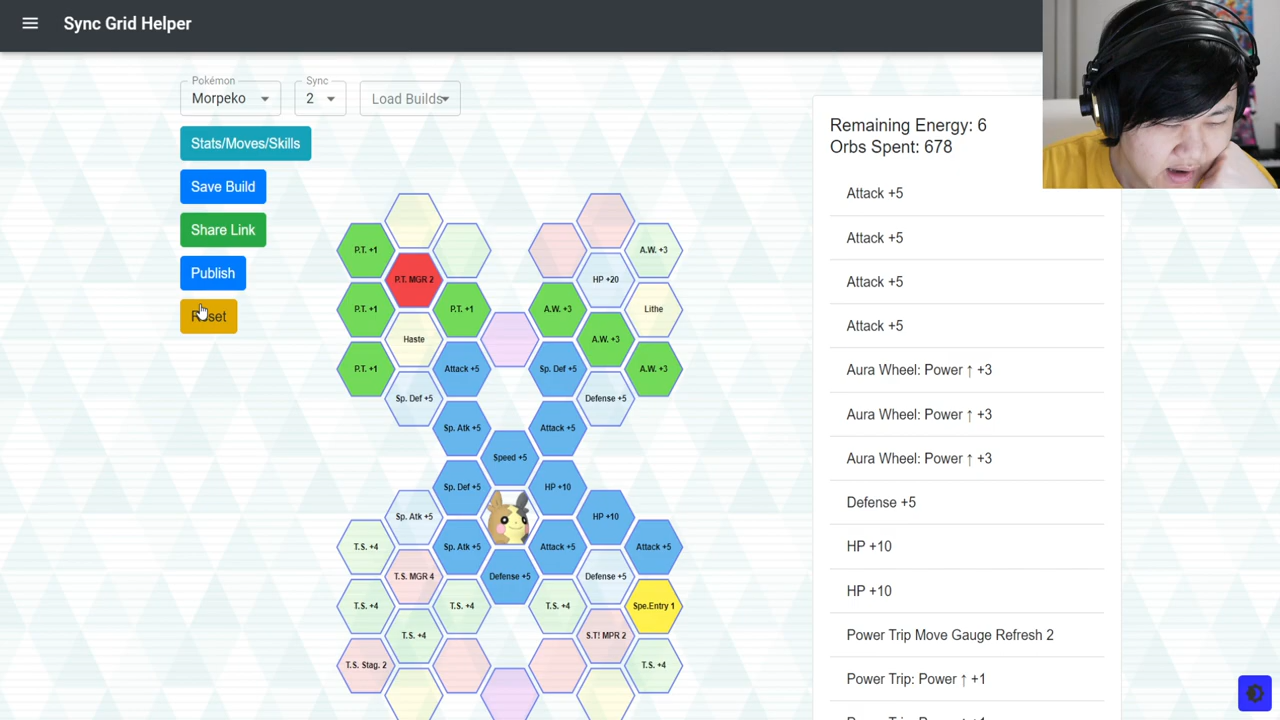 Sync Grid Helper
Pokémon
Morpeko
Sync
2
Load Builds
Stats/Moves/Skills
Save Build
Share Link
Publish
Reset
P.T. +1
P.T. MGR 2
HP +20
A.W. +3
P.T. +1
P.T. +1
A.W. +3
Lithe
Haste
A.W. +3
P.T. +1
Attack +5
Sp. Def +5
A.W. +3
Sp. Def +5
Defense +5
Sp. Atk +5
Attack +5
Speed +5
Sp. Def +5
HP +10
Sp. Atk +5
HP +10
T.S. +4
Sp. Atk +5
Attack +5
Attack +5
T.S. MGR 4
Defense +5
Defense +5
T.S. +4
T.S. +4
T.S. +4
Spe.Entry 1
T.S. +4
S.T! MPR 2
T.S. Stag. 2
T.S. +4
Remaining Energy: 6
Orbs Spent: 678
Attack +5
Attack +5
Attack +5
Attack +5
Aura Wheel: Power ↑ +3
Aura Wheel: Power ↑ +3
Aura Wheel: Power ↑ +3
Defense +5
HP +10
HP +10
Power Trip Move Gauge Refresh 2
Power Trip: Power ↑ +1